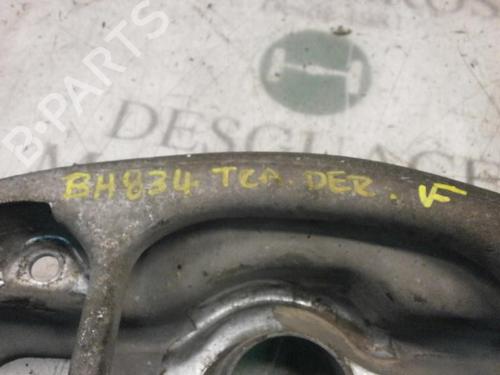 B-PARTS
DESGUACE
BH834. TRA. DER.